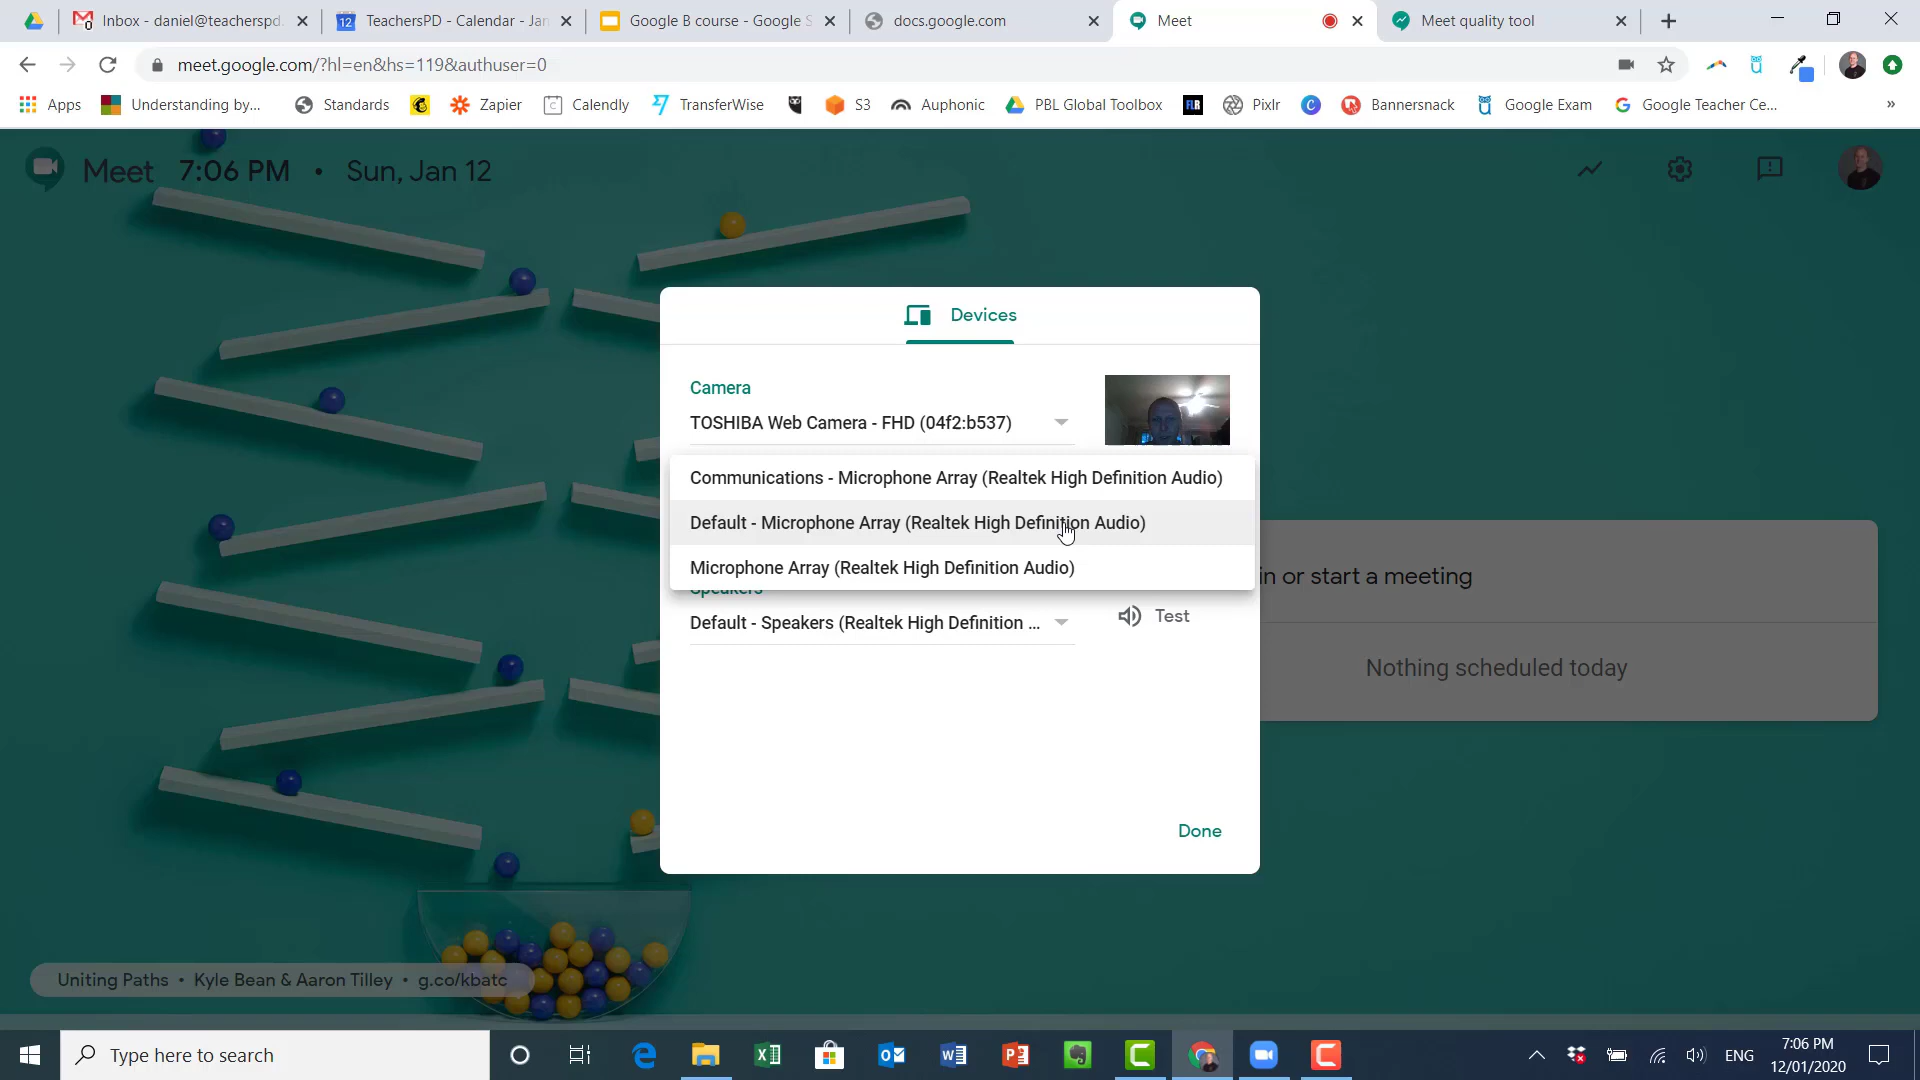 Inbox - daniel@teacherspd.
TeachersPD - Calendar - Jan
Google B course - Google S
docs.google.com
Meet
Meet quality tool
meet.google.com/?hl=en&hs=119&authuser=0
Apps
Understanding by...
Standards
Zapier
Calendly
TransferWise
S3
Auphonic
PBL Global Toolbox
FLR
Pixlr
Bannersnack
Google Exam
Google Teacher Ce...
»
Meet 7:06 PM • Sun, Jan 12
Devices
Camera
TOSHIBA Web Camera - FHD (04f2:b537)
Communications - Microphone Array (Realtek High Definition Audio)
Default - Microphone Array (Realtek High Definition Audio)
Microphone Array (Realtek High Definition Audio)
Speakers
Default - Speakers (Realtek High Definition ...
Test
in or start a meeting
Nothing scheduled today
Done
Uniting Paths • Kyle Bean & Aaron Tilley • g.co/kbatc
Type here to search
ENG
7:06 PM
12/01/2020